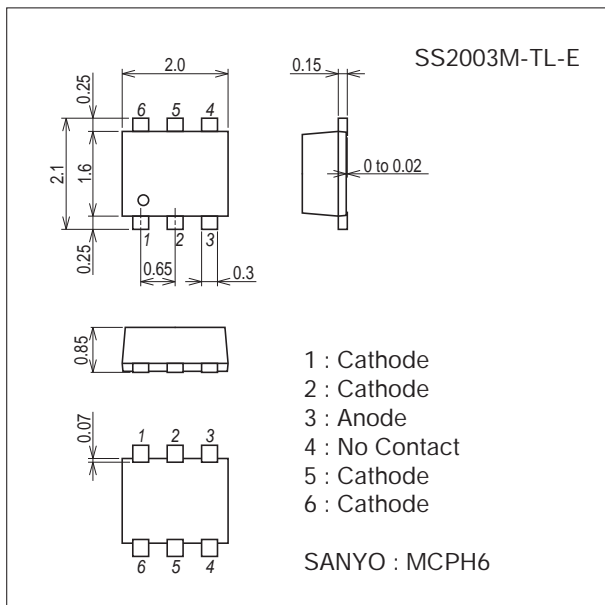 SS2003M-TL-E
2.0
0.15
0.25
6 5 4
2.1
1.6
0 to 0.02
0.25
1 2 3
0.65
0.3
0.85
1 : Cathode
2 : Cathode
3 : Anode
4 : No Contact
5 : Cathode
6 : Cathode
0.07
1 2 3
6 5 4
SANYO : MCPH6